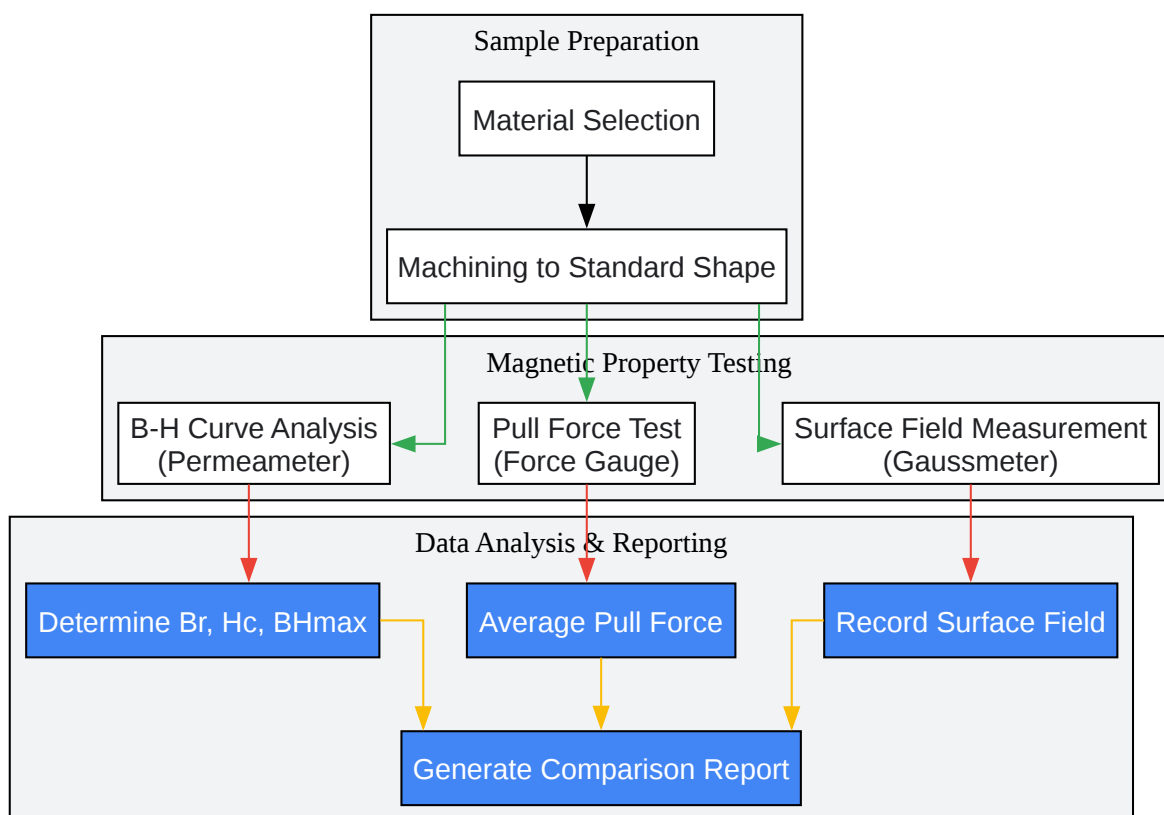 Sample Preparation
Material Selection
Machining to Standard Shape
Magnetic Property Testing
B-H Curve Analysis
(Permeameter)
Pull Force Test
(Force Gauge)
Surface Field Measurement
(Gaussmeter)
Data Analysis & Reporting
Determine Br, Hc, BHmax
Average Pull Force
Record Surface Field
Generate Comparison Report